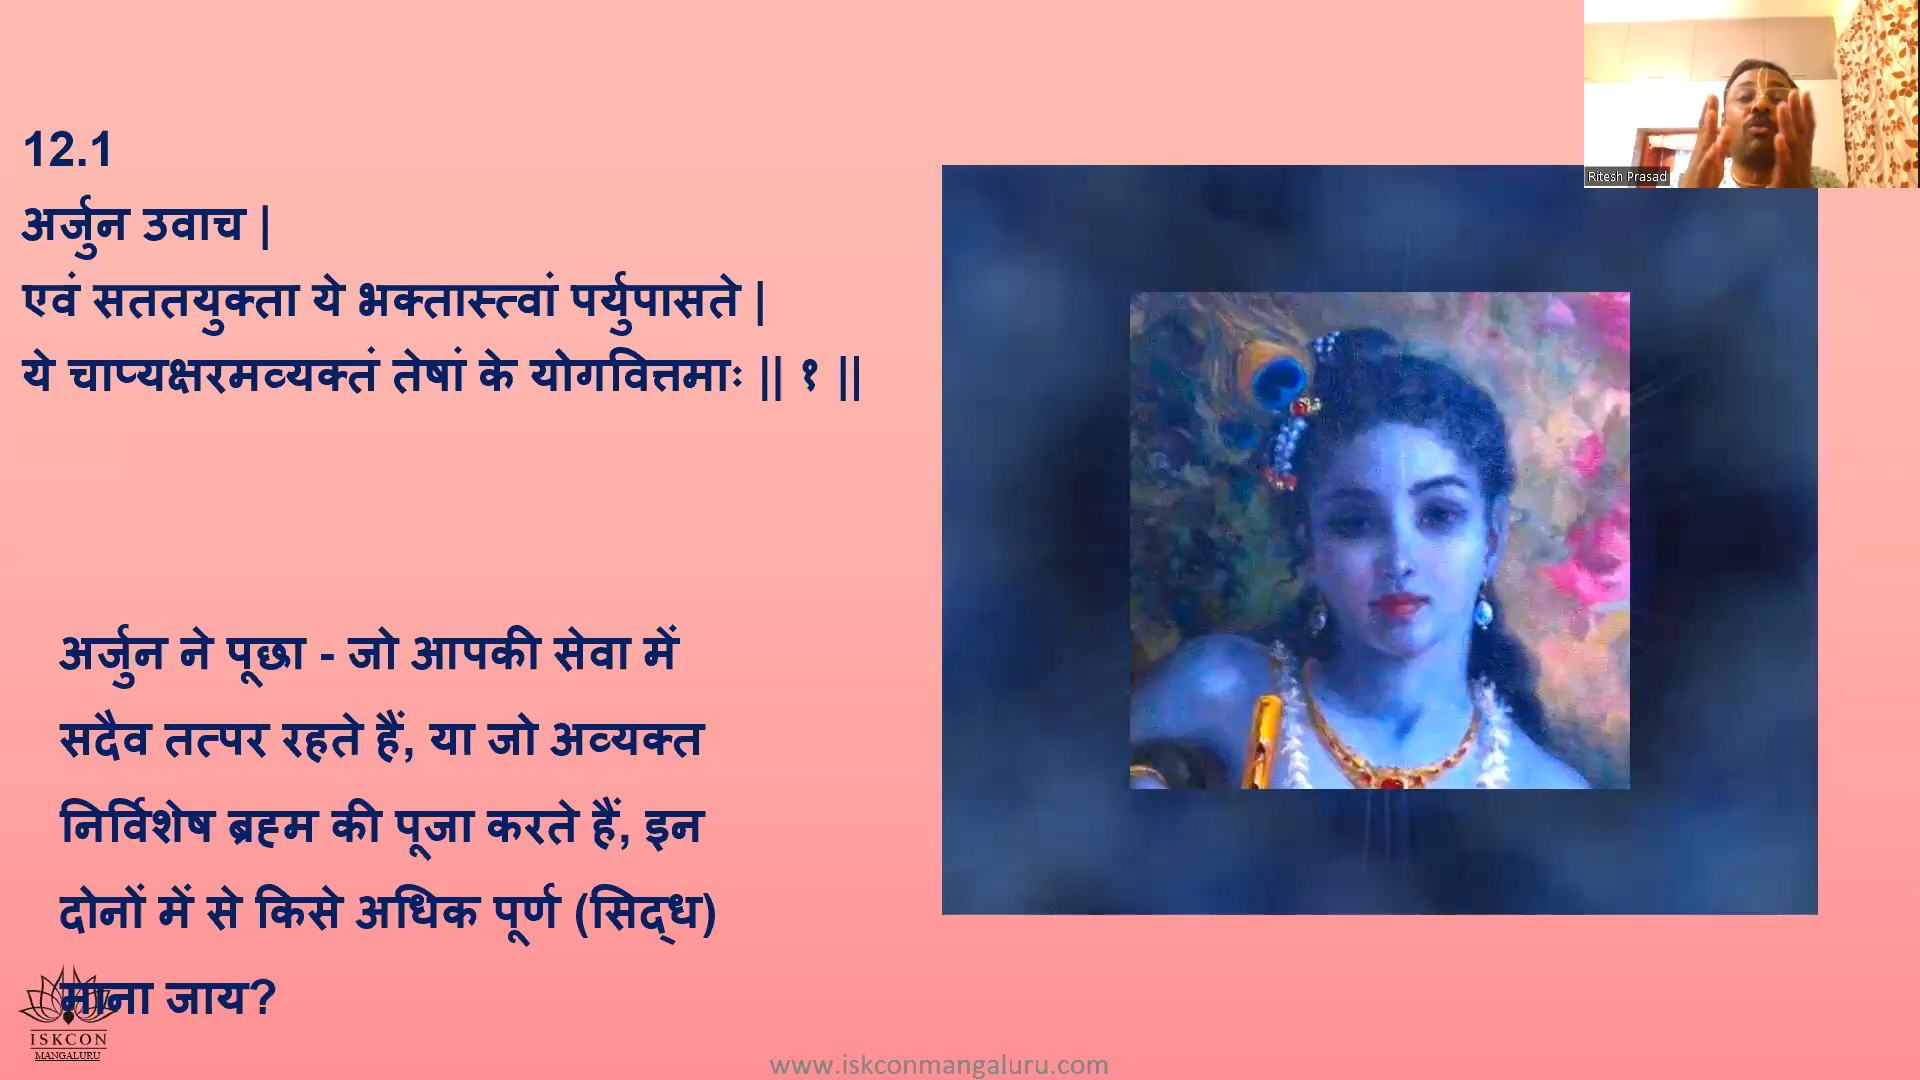 12.1
अर्जुन उवाच |
एवं सततयुक्ता ये भक्तास्त्वां पर्युपासते |
ये चाप्यक्षरमव्यक्तं तेषां के योगवित्तमाः || १ ||
अर्जुन ने पूछा - जो आपकी सेवा में
सदैव तत्पर रहते हैं, या जो अव्यक्त
निर्विशेष ब्रह्म की पूजा करते हैं, इन
दोनों में से किसे अधिक पूर्ण (सिद्ध)
माना जाय?
ISKCON
MANGALURU
www.iskconmangaluru.com
Ritesh Prasad